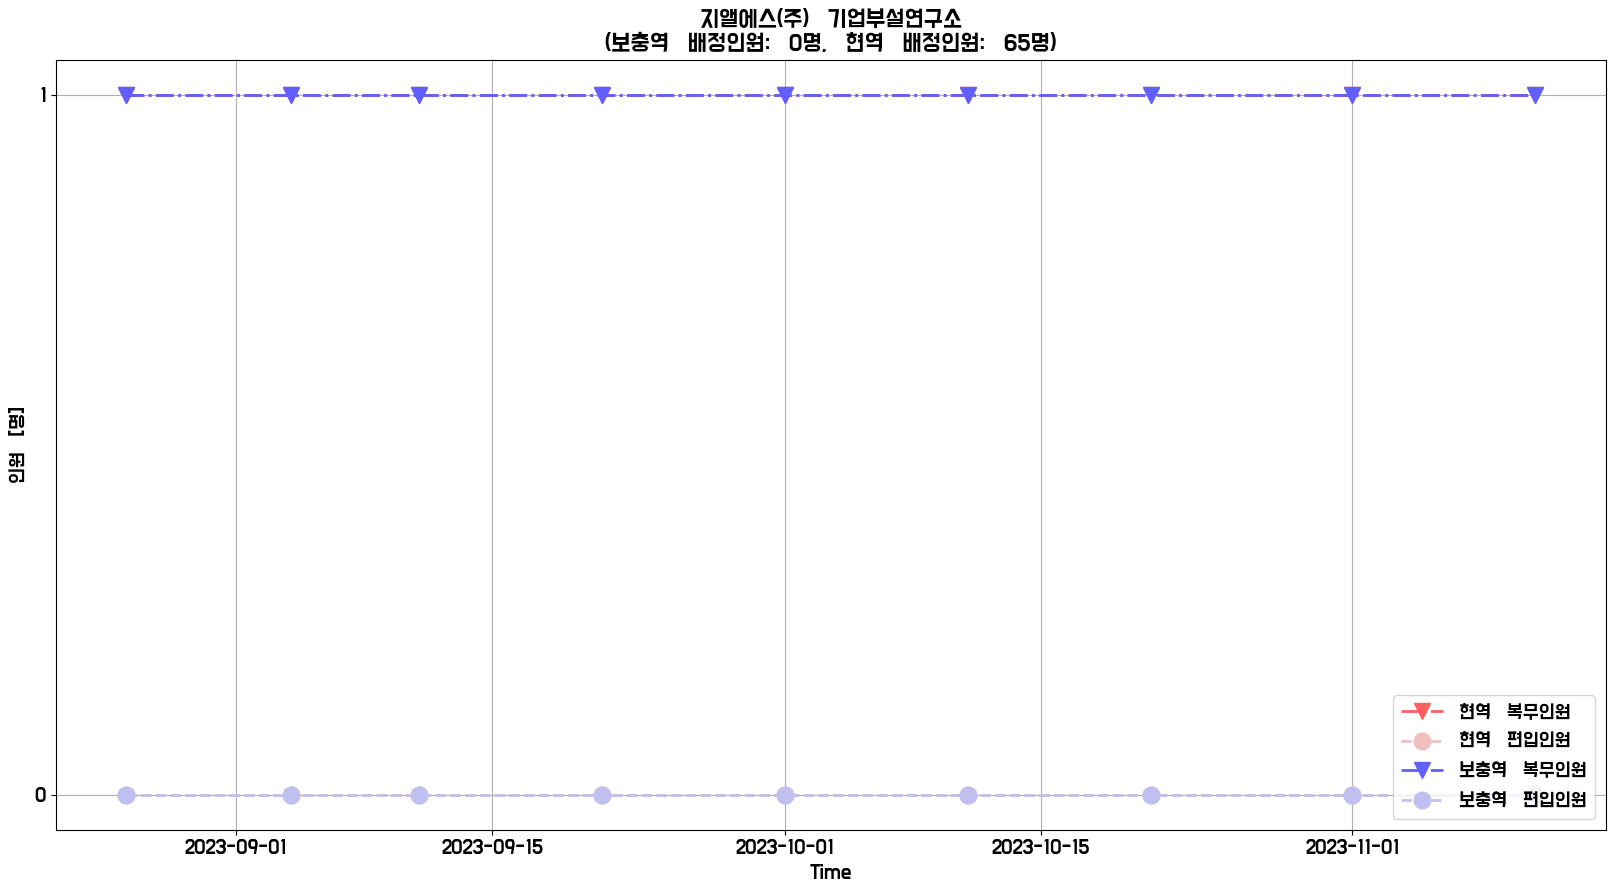 지앨에스(주) 기업부설연구소
(보충역 배정인원: 0명, 현역 배정인원: 65명)
1
0
인원 [명]
2023-09-01
2023-09-15
2023-10-01
2023-10-15
2023-11-01
Time
현역 복무인원
현역 편입인원
보충역 복무인원
보충역 편입인원